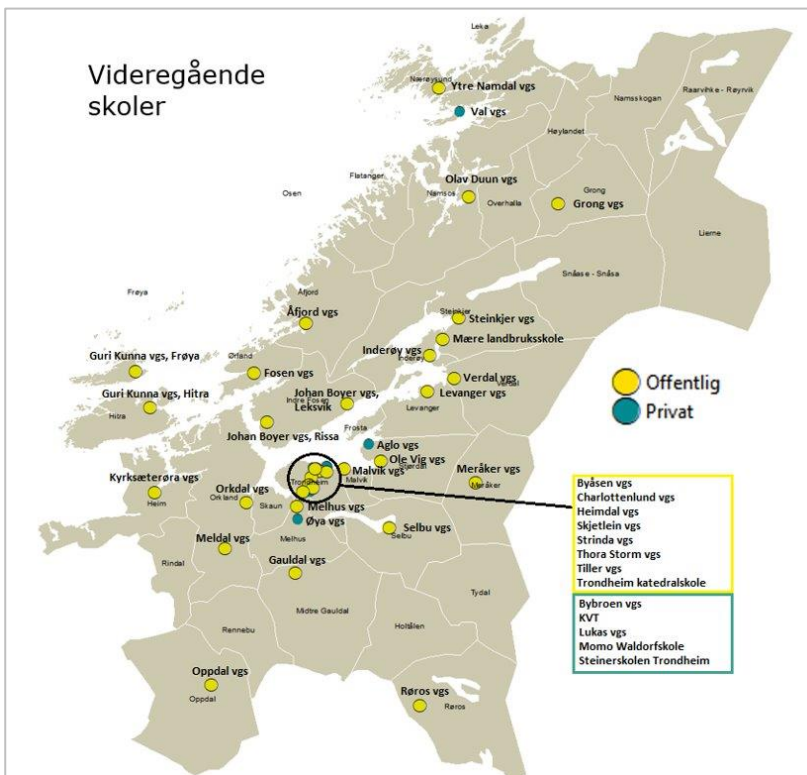 Videregående
skoler
Leka
Nærøysund
Ytre Namdal vgs
Val vgs
Namsskogan
Raarvihke - Røyrvik
Høylandet
Flatanger
Osen
Olav Duun vgs
Namsos
Overhalla
Grong
Grong vgs
Lierne
Snåase - Snåsa
Frøya
Åfjord
Åfjord vgs
Steinkjer
Steinkjer vgs
Mære landbruksskole
Inderøy vgs
Inderøy
Guri Kunna vgs, Frøya
Ørland
Fosen vgs
Verdal vgs
Verdal
Levanger vgs
Levanger
Offentlig
Privat
Guri Kunna vgs, Hitra
Hitra
Johan Boyer vgs,
Leksvik
Indre Fosen
Johan Boyer vgs, Rissa
Frosta
Aglo vgs
Ole Vig vgs
Stjørdal
Malvik vgs
Malvik
Trondheim
Meråker vgs
Meråker
Kyrksæterøra vgs
Heim
Orkdal vgs
Orkland
Skaun
Melhus vgs
Øya vgs
Melhus
Selbu vgs
Selbu
Byåsen vgs
Charlottenlund vgs
Heimdal vgs
Skjetlein vgs
Strinda vgs
Thora Storm vgs
Tiller vgs
Trondheim katedralskole
Bybroen vgs
KVT
Lukas vgs
Momo Waldorfskole
Steinerskolen Trondheim
Meldal vgs
Rindal
Gauldal vgs
Tydal
Midtre Gauldal
Holtålen
Rennebu
Oppdal vgs
Oppdal
Røros vgs
Røros